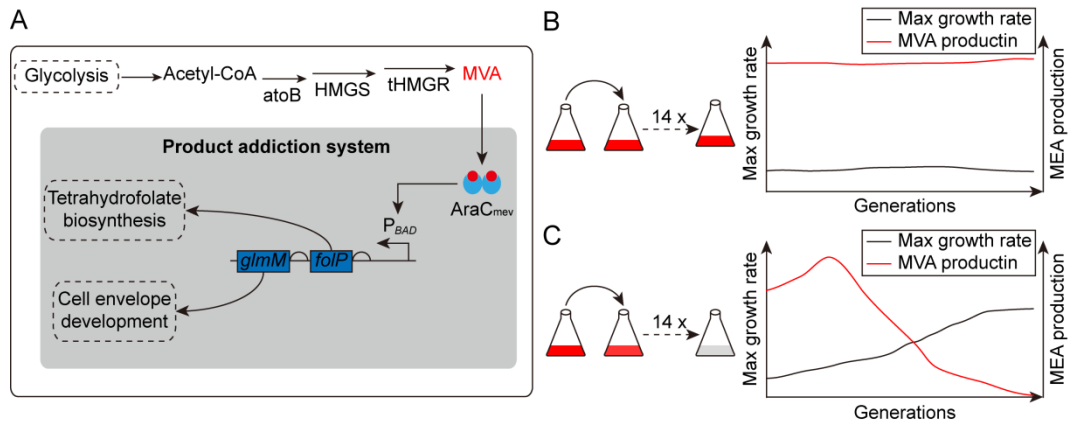 A
Glycolysis
Acetyl-CoA
atoB
HMGS
tHMGR
MVA
Product addiction system
Tetrahydrofolate
biosynthesis
AraCmev
PBAD
glmM
folP
Cell envelope
development
B
14 x
Max growth rate
MVA productin
Max growth rate
MEA production
Generations
C
14 x
Max growth rate
MVA productin
Max growth rate
MEA production
Generations